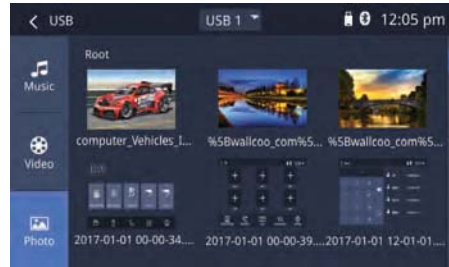 USB
USB 1
12:05 pm
Root
Music
computer_Vehicles_I...
%5Bwallcoo_com%5...
%5Bwallcoo_com%5...
Video
Photo
2017-01-01 00-00-34....
2017-01-01 00-00-39....
2017-01-01 12-01-01....